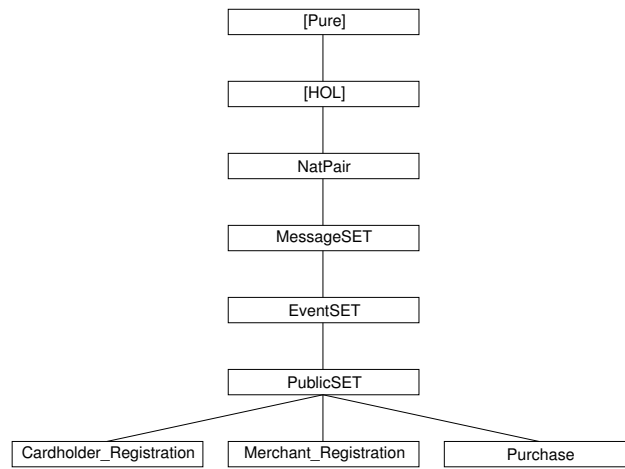 [Pure]
[HOL]
NatPair
MessageSET
EventSET
PublicSET
Cardholder_Registration
Merchant_Registration
Purchase